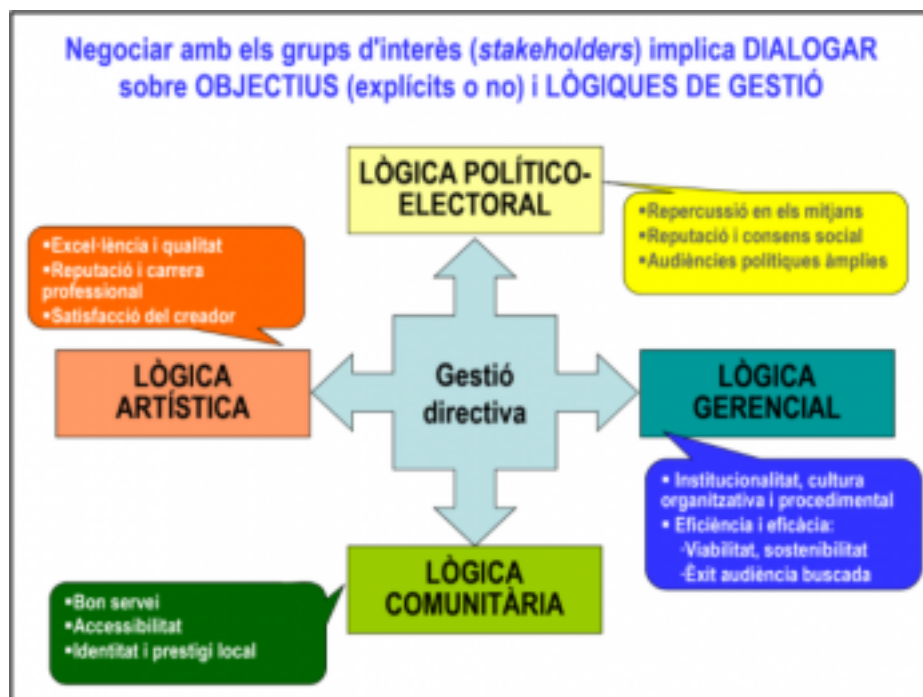 Negociar amb els grups d'interès (stakeholders) implica DIALOGAR
sobre OBJECTIUS (explícits o no) i LÒGIQUES DE GESTIÓ
LÒGICA POLÍTICO-
ELECTORAL
▪Repercussió en els mitjans
▪Reputació i consens social
▪Audiències polítiques àmplies
▪Excel·lència i qualitat
▪Reputació i carrera
professional
▪Satisfacció del creador
LÒGICA
ARTÍSTICA
Gestió
directiva
LÒGICA
GERENCIAL
▪ Institucionalitat, cultura
organitzativa i procedimental
▪ Eficiència i eficàcia:
-Viabilitat, sostenibilitat
-Èxit audiència buscada
LÒGICA
COMUNITÀRIA
▪Bon servei
▪Accessibilitat
▪Identitat i prestigi local